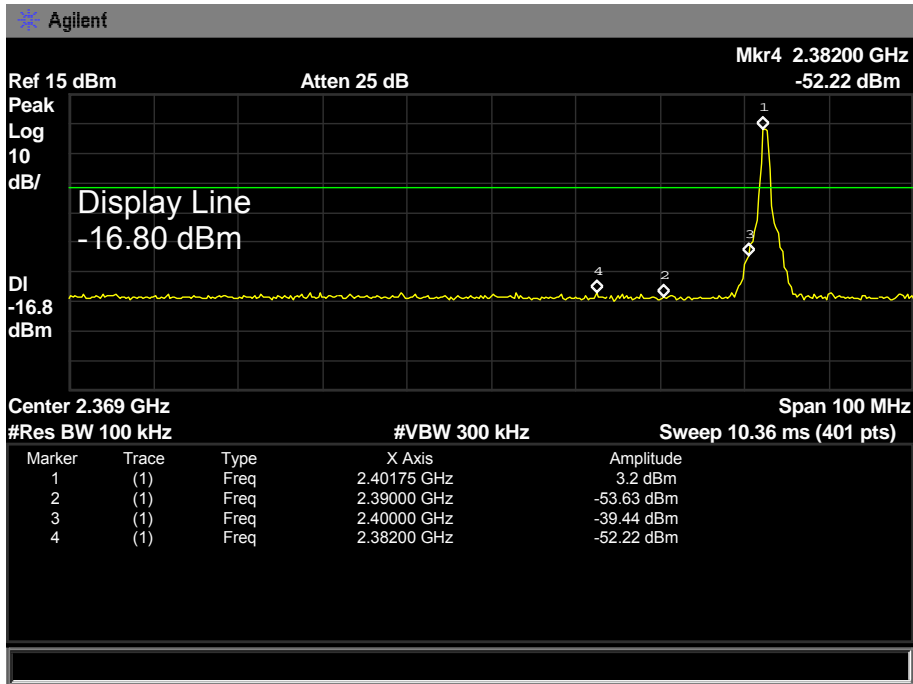 Agilent
Mkr4 2.38200 GHz
Ref 15 dBm Atten 25 dB -52.22 dBm
Peak
Log
10
dB/
1
Display Line
-16.80 dBm
3
4 2
DI
-16.8
dBm
Center 2.369 GHz Span 100 MHz
#Res BW 100 kHz #VBW 300 kHz Sweep 10.36 ms (401 pts)
Marker Trace Type X Axis Amplitude
1 (1) Freq 2.40175 GHz 3.2 dBm
2 (1) Freq 2.39000 GHz -53.63 dBm
3 (1) Freq 2.40000 GHz -39.44 dBm
4 (1) Freq 2.38200 GHz -52.22 dBm